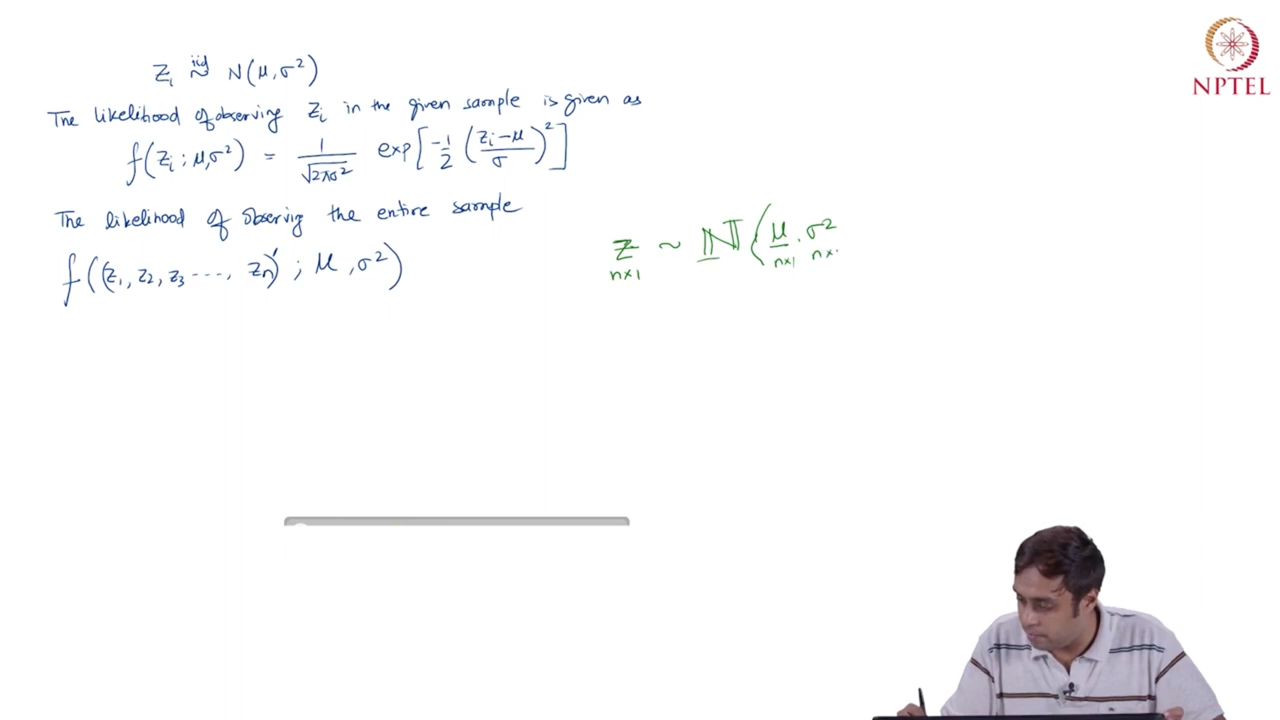 Zi iid ~ N(μ, σ²)
The likelihood of observing Zi in the given sample is given as
f(Zi ; μ, σ²) = 1/√2πσ² exp[-1/2 (Zi-μ/σ)²]
The likelihood of observig the entire sample
f((Z1, Z2, Z3 ----, Zn)' ; μ, σ²)
Z ~ N(μ, σ²
n×1 n×1 n×
NPTEL